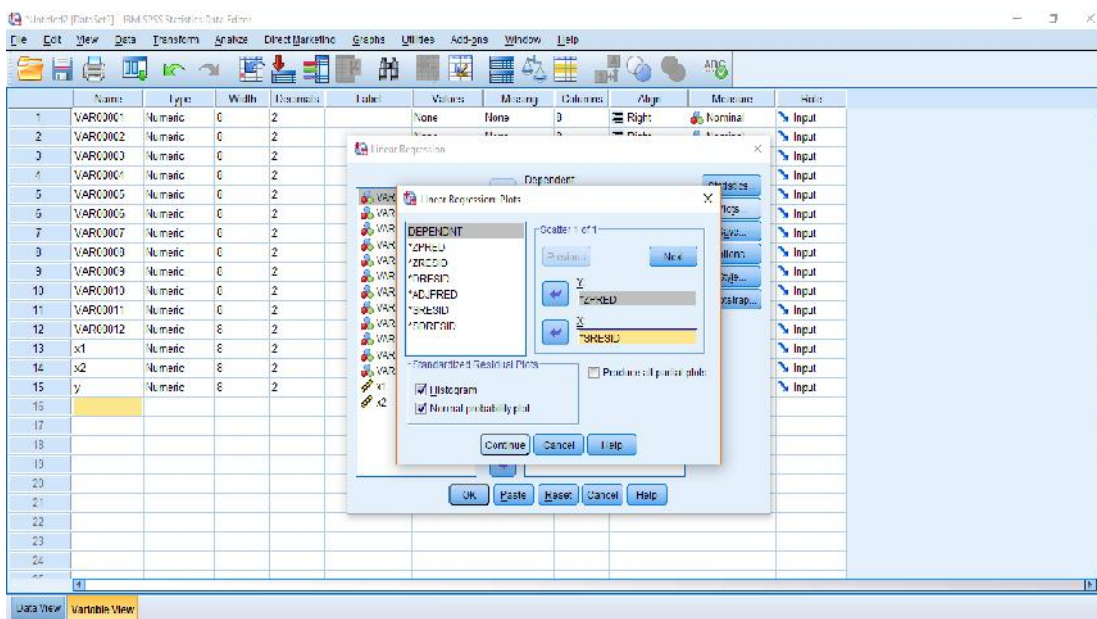 *Untitled2 [DataSet2] - IBM SPSS Statistics Data Editor
File Edit View Data Transform Analyze Direct Marketing Graphs Utilities Add-ons Window Help
Name Type Width Decimals Label Values Missing Columns Align Measure Role
1 VAR00001 Numeric 8 2 None None 8 Right Nominal Input
2 VAR00002 Numeric 8 2 Input
3 VAR00003 Numeric 8 2 Input
4 VAR00004 Numeric 8 2 Input
5 VAR00005 Numeric 8 2 Input
6 VAR00006 Numeric 8 2 Input
7 VAR00007 Numeric 8 2 Input
8 VAR00008 Numeric 8 2 Input
9 VAR00009 Numeric 8 2 Input
10 VAR00010 Numeric 8 2 Input
11 VAR00011 Numeric 8 2 Input
12 VAR00012 Numeric 8 2 Input
13 x1 Numeric 8 2 Input
14 x2 Numeric 8 2 Input
15 y Numeric 8 2 Input
16
17
18
19
20
21
22
23
24
Linear Regression
Dependent
Statistics...
x1
x2
OK Paste Reset Cancel Help
Linear Regression: Plots
DEPENDNT
*ZPRED
*ZRESID
*DRESID
*ADJPRED
*SRESID
*SDRESID
Scatter 1 of 1
Previous Next
Y:
*ZPRED
X:
*SRESID
Standardized Residual Plots
Histogram
Normal probability plot
Produce all partial plots
Continue Cancel Help
Data View Variable View